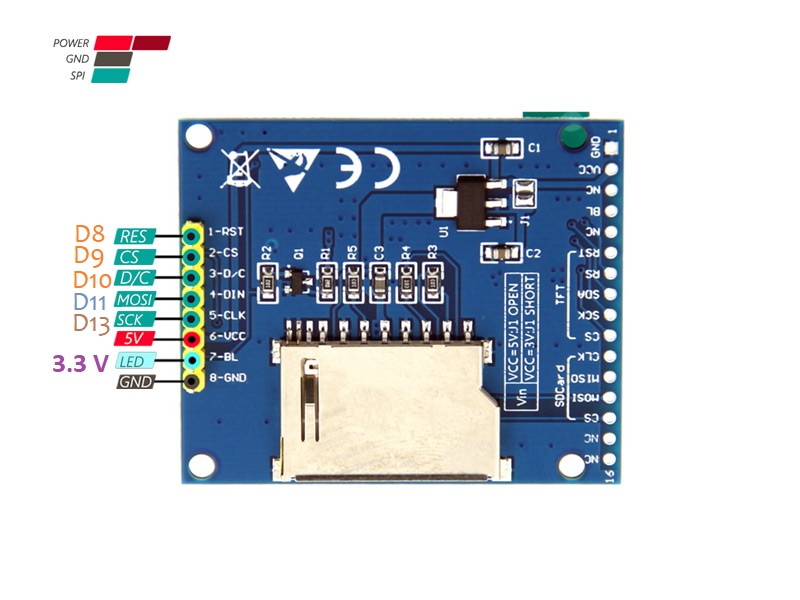 POWER
GND
SPI
D8 RES 1-RST
D9 CS 2-CS
D10 D/C 3-D/C
D11 MOSI 4-DIN
D13 SCK 5-CLK
5V 6-VCC
3.3 V LED 7-BL
GND 8-GND
R2
Q1
R1
R5
C3
R4
R3
U1
J1
C1
C2
Vin
VCC=5V:J1 OPEN
VCC=3V:J1 SHORT
TFT
SDCard
1
GND
VCC
NC
BL
NC
RST
RS
SDA
SCK
CS
CLK
MISO
MOSI
CS
NC
NC
16